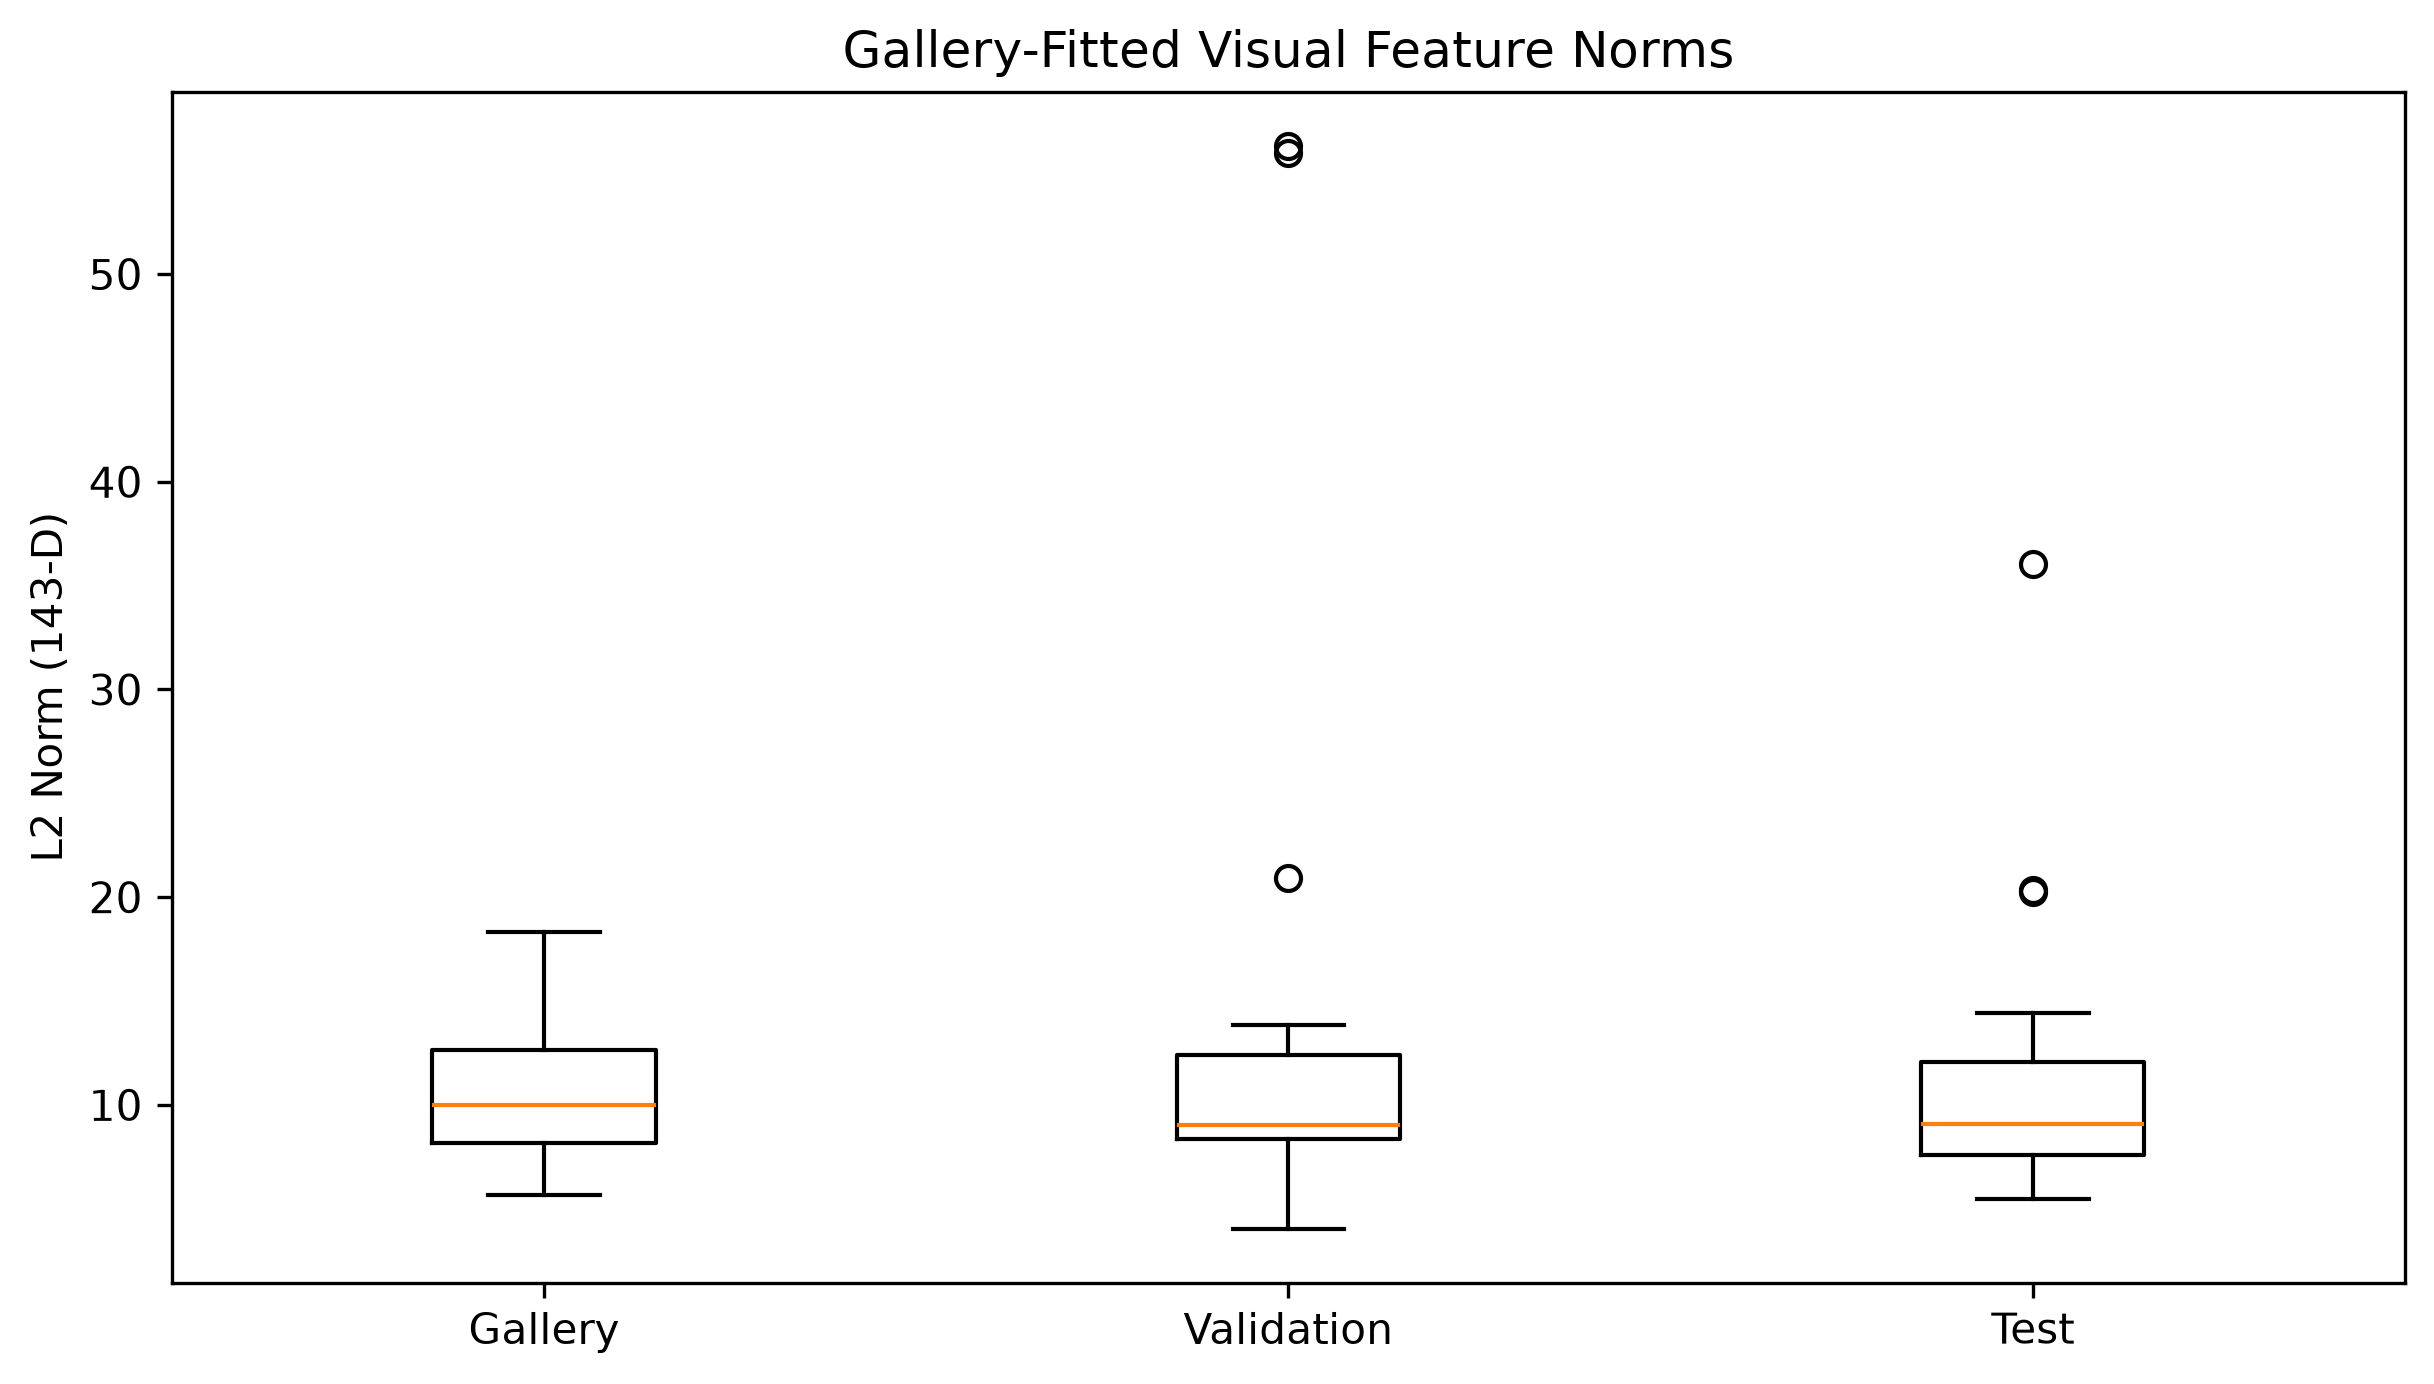 Gallery-Fitted Visual Feature Norms
L2 Norm (143-D)
50
40
30
20
10
Gallery
Validation
Test